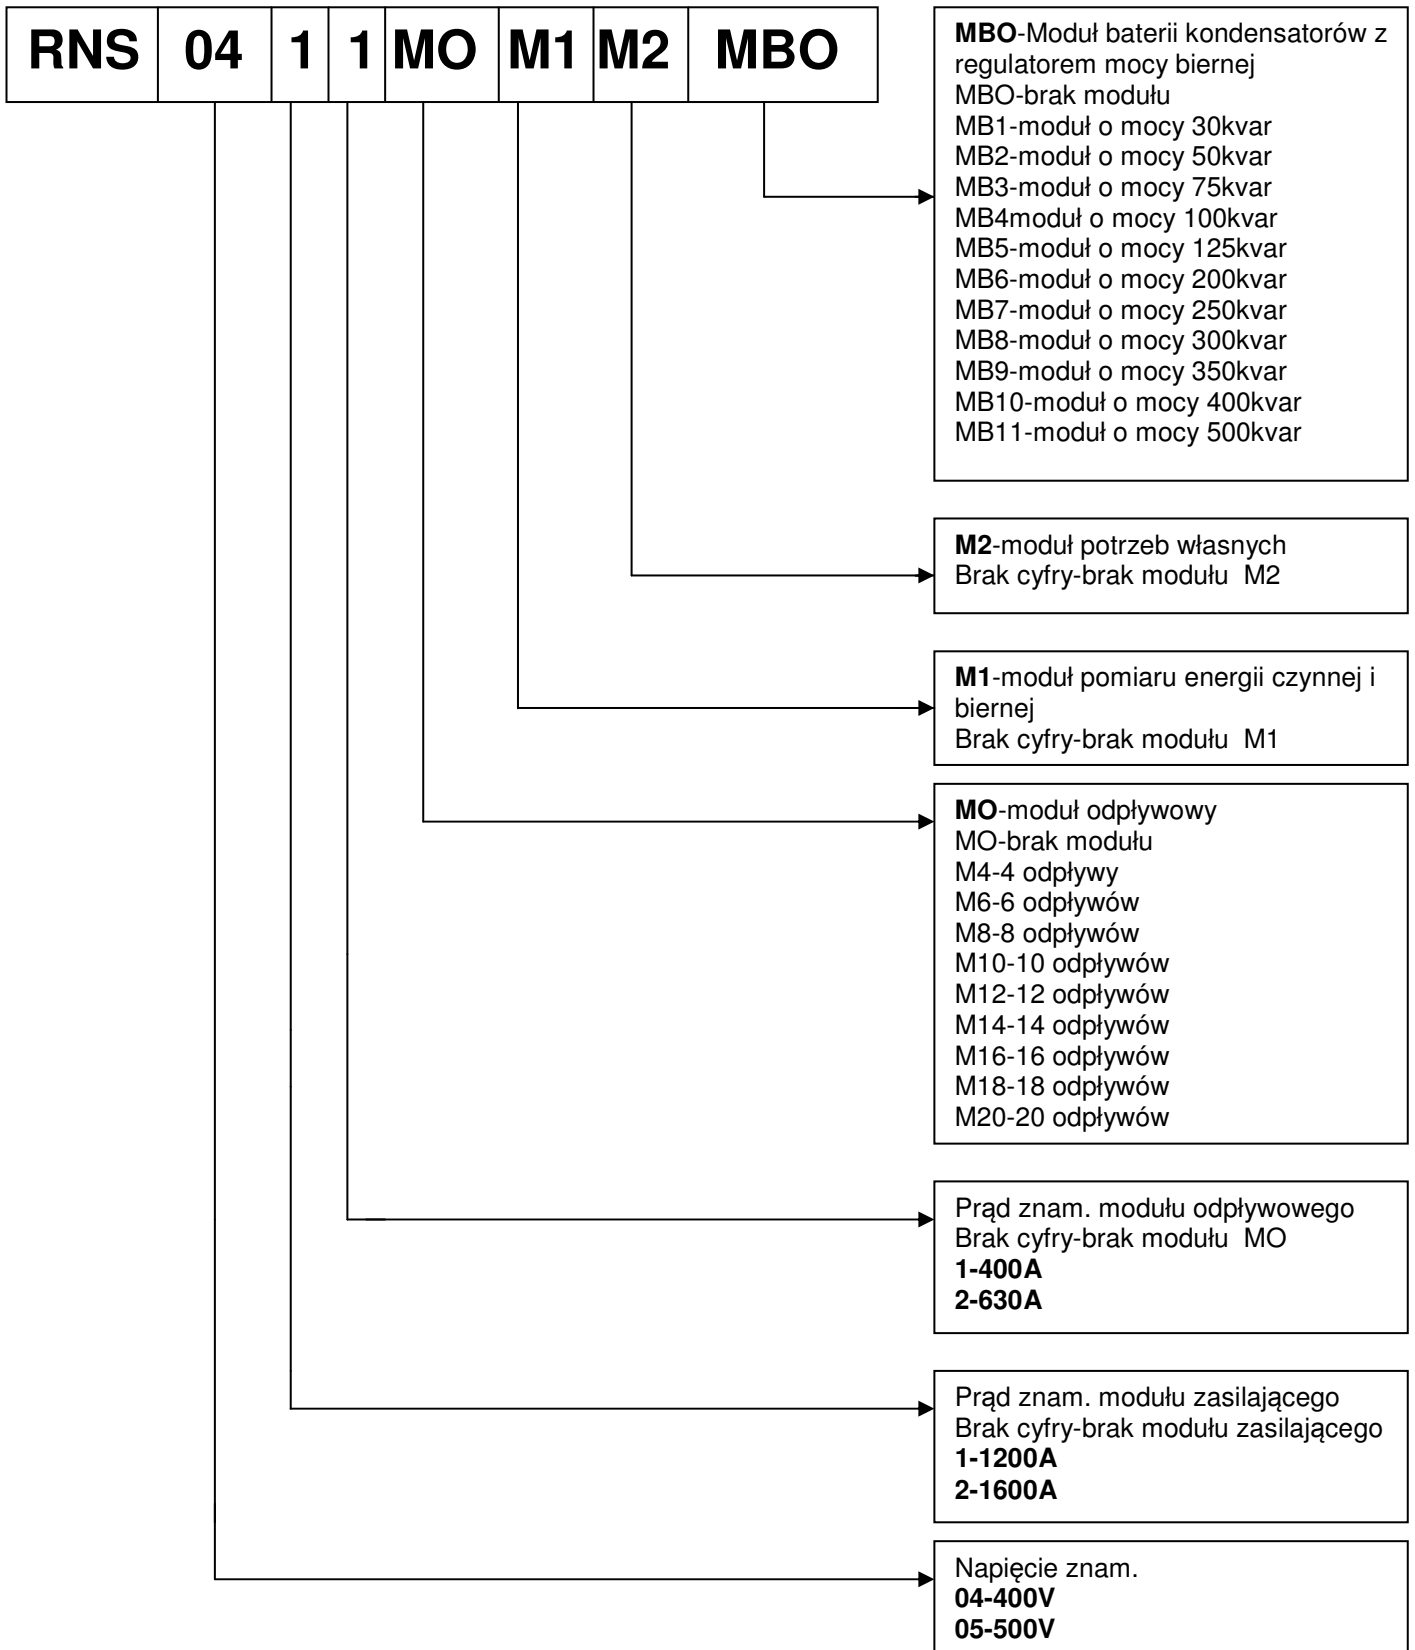 RNS 04 1 1 MO M1 M2 MBO
MBO-Moduł baterii kondensatorów z
regulatorem mocy biernej
MBO-brak modułu
MB1-moduł o mocy 30kvar
MB2-moduł o mocy 50kvar
MB3-moduł o mocy 75kvar
MB4moduł o mocy 100kvar
MB5-moduł o mocy 125kvar
MB6-moduł o mocy 200kvar
MB7-moduł o mocy 250kvar
MB8-moduł o mocy 300kvar
MB9-moduł o mocy 350kvar
MB10-moduł o mocy 400kvar
MB11-moduł o mocy 500kvar
M2-moduł potrzeb własnych
Brak cyfry-brak modułu M2
M1-moduł pomiaru energii czynnej i
biernej
Brak cyfry-brak modułu M1
MO-moduł odpływowy
MO-brak modułu
M4-4 odpływy
M6-6 odpływów
M8-8 odpływów
M10-10 odpływów
M12-12 odpływów
M14-14 odpływów
M16-16 odpływów
M18-18 odpływów
M20-20 odpływów
Prąd znam. modułu odpływowego
Brak cyfry-brak modułu MO
1-400A
2-630A
Prąd znam. modułu zasilającego
Brak cyfry-brak modułu zasilającego
1-1200A
2-1600A
Napięcie znam.
04-400V
05-500V